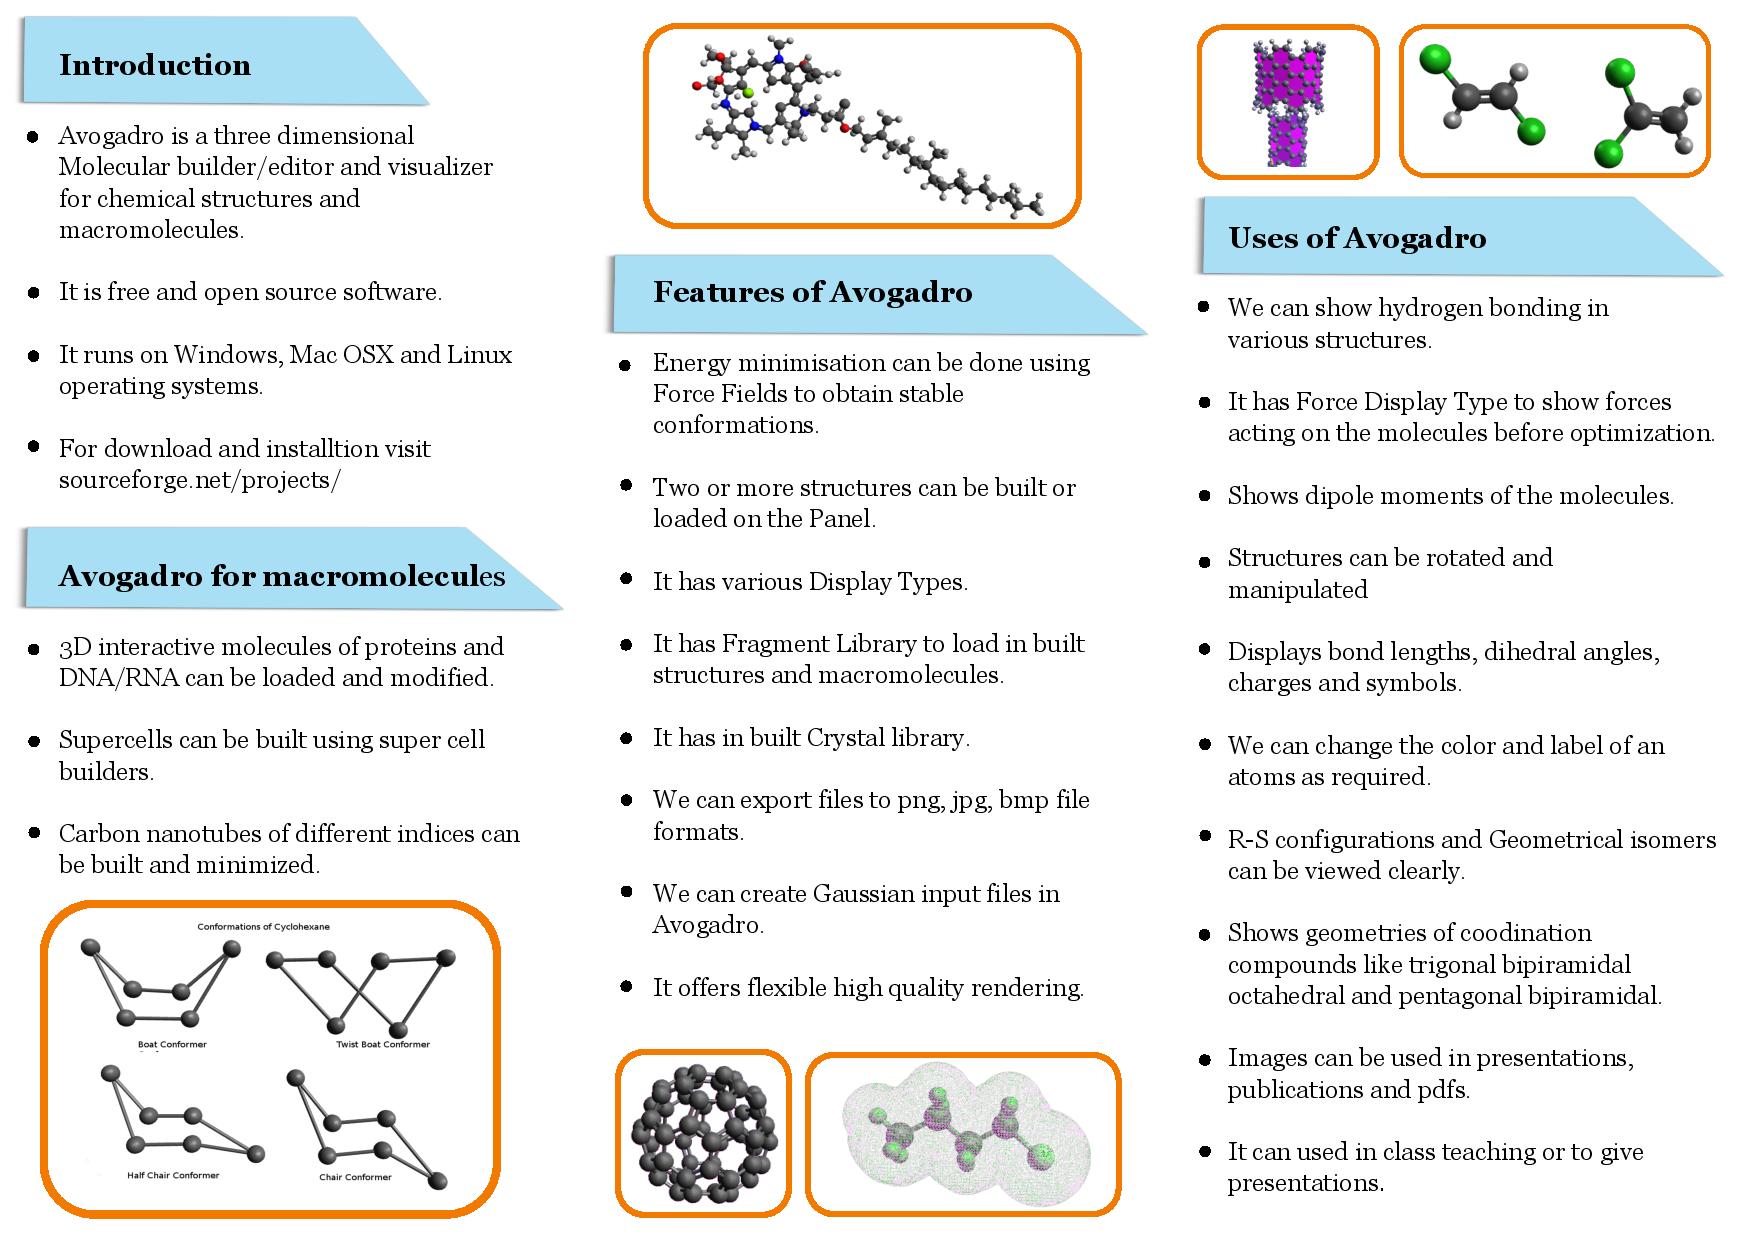 Introduction
Avogadro is a three dimensional
Molecular builder/editor and visualizer
for chemical structures and
macromolecules.
It is free and open source software.
It runs on Windows, Mac OSX and Linux
operating systems.
For download and installtion visit
sourceforge.net/projects/
Avogadro for macromolecules
3D interactive molecules of proteins and
DNA/RNA can be loaded and modified.
Supercells can be built using super cell
builders.
Carbon nanotubes of different indices can
be built and minimized.
Conformations of Cyclohexane
Boat Conformer
Twist Boat Conformer
Half Chair Conformer
Chair Conformer
Features of Avogadro
Energy minimisation can be done using
Force Fields to obtain stable
conformations.
Two or more structures can be built or
loaded on the Panel.
It has various Display Types.
It has Fragment Library to load in built
structures and macromolecules.
It has in built Crystal library.
We can export files to png, jpg, bmp file
formats.
We can create Gaussian input files in
Avogadro.
It offers flexible high quality rendering.
Uses of Avogadro
We can show hydrogen bonding in
various structures.
It has Force Display Type to show forces
acting on the molecules before optimization.
Shows dipole moments of the molecules.
Structures can be rotated and
manipulated
Displays bond lengths, dihedral angles,
charges and symbols.
We can change the color and label of an
atoms as required.
R-S configurations and Geometrical isomers
can be viewed clearly.
Shows geometries of coodination
compounds like trigonal bipiramidal
octahedral and pentagonal bipiramidal.
Images can be used in presentations,
publications and pdfs.
It can used in class teaching or to give
presentations.